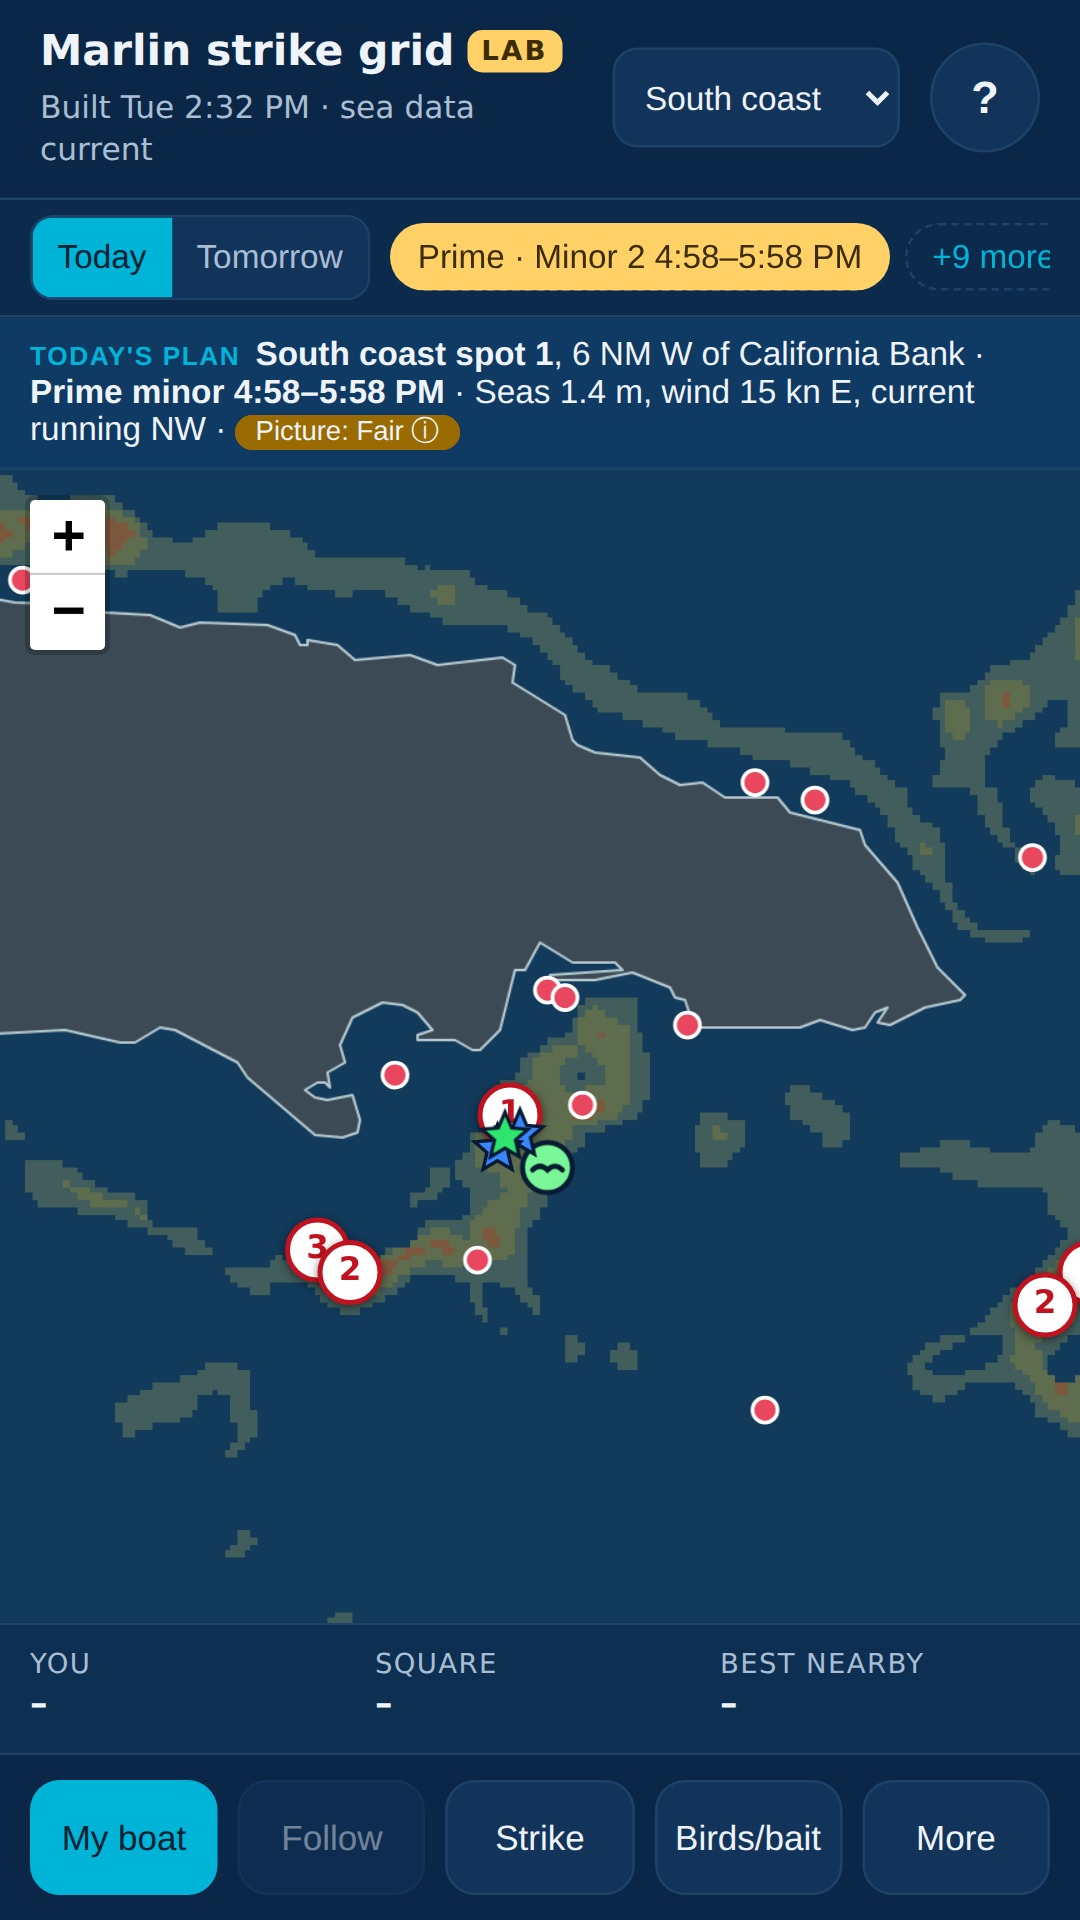 Marlin strike grid LAB
Built Tue 2:32 PM · sea data
current
South coast
?
Today
Tomorrow
Prime · Minor 2 4:58–5:58 PM
+9 more
TODAY'S PLAN South coast spot 1, 6 NM W of California Bank ·
Prime minor 4:58–5:58 PM · Seas 1.4 m, wind 15 kn E, current
running NW · Picture: Fair ⓘ
+
−
1
3
2
2
YOU
–
SQUARE
–
BEST NEARBY
–
My boat
Follow
Strike
Birds/bait
More